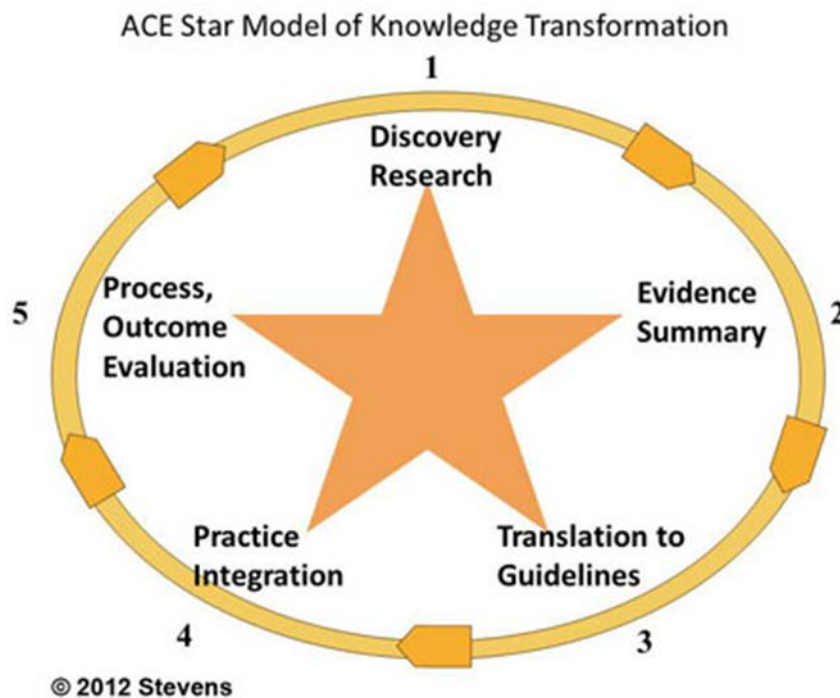 ACE Star Model of Knowledge Transformation
1
Discovery
Research
Evidence
Summary
2
Translation to
Guidelines
3
Practice
Integration
4
Process,
Outcome
Evaluation
5
© 2012 Stevens